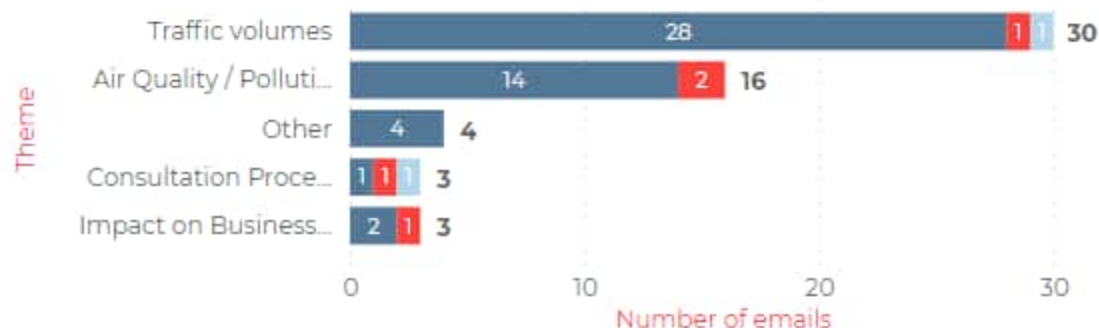 Theme
Traffic volumes 28 1 1 30
Air Quality / Polluti... 14 2 16
Other 4 4
Consultation Proce... 1 1 1 3
Impact on Business... 2 1 3
0 10 20 30
Number of emails